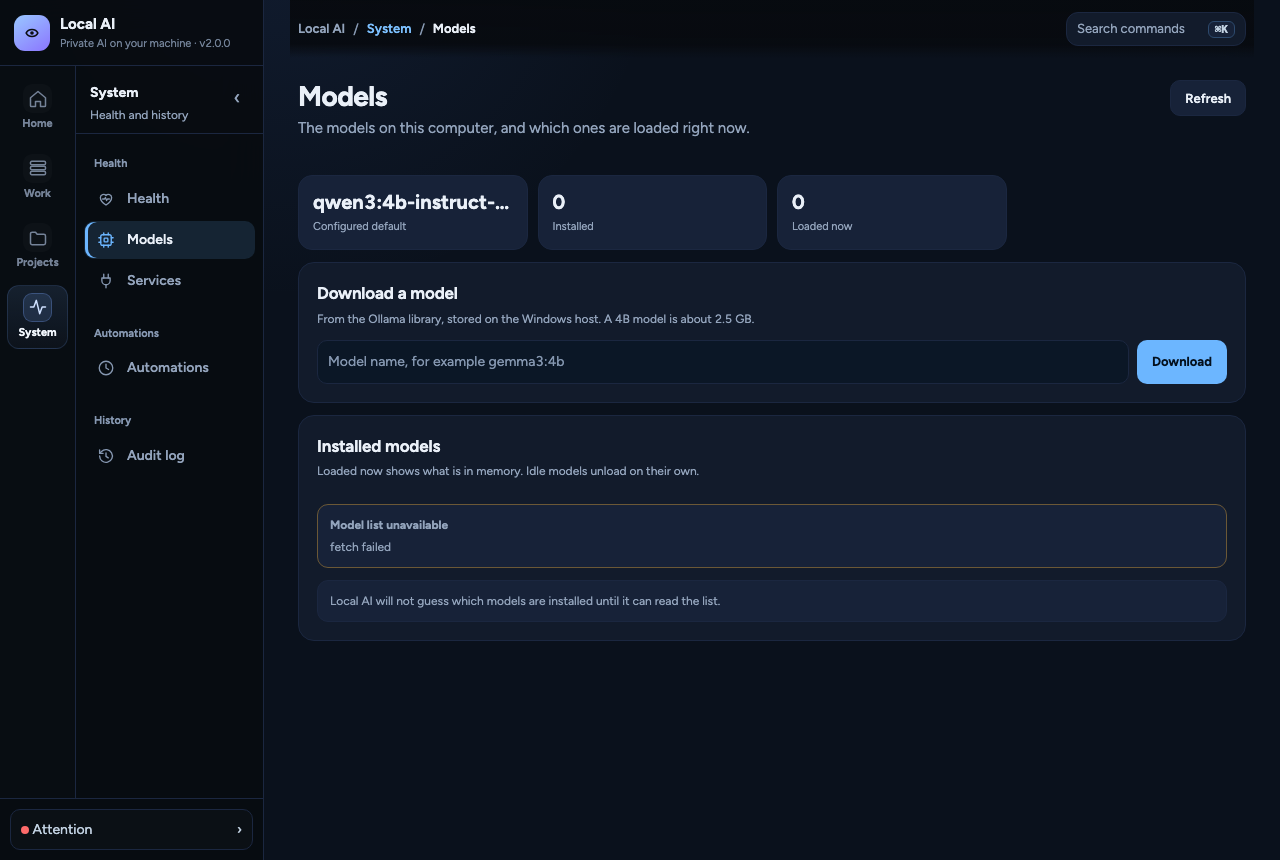 Local AI
Private AI on your machine · v2.0.0
Home
Work
Projects
System
System
Health and history
‹
Health
Health
Models
Services
Automations
Automations
History
Audit log
Attention ›
Local AI / System / Models
Search commands ⌘K
Models
The models on this computer, and which ones are loaded right now.
Refresh
qwen3:4b-instruct-...
Configured default
0
Installed
0
Loaded now
Download a model
From the Ollama library, stored on the Windows host. A 4B model is about 2.5 GB.
Model name, for example gemma3:4b
Download
Installed models
Loaded now shows what is in memory. Idle models unload on their own.
Model list unavailable
fetch failed
Local AI will not guess which models are installed until it can read the list.